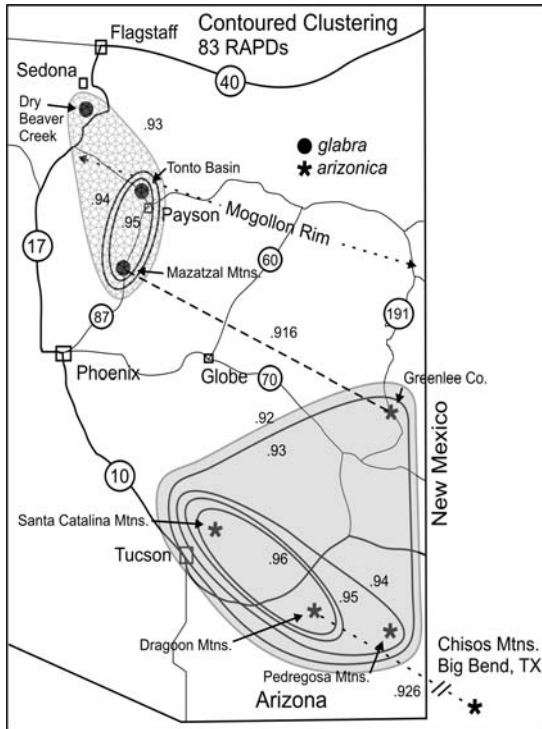 Contoured Clustering
83 RAPDs
Flagstaff
Sedona
40
Dry
Beaver
Creek
.93
glabra
arizonica
Tonto Basin
.94
.95
Payson
Mogollon Rim
17
60
Mazatzal Mtns.
87
191
.916
Phoenix
Globe
70
Greenlee Co.
.92
.93
New Mexico
10
Santa Catalina Mtns.
Tucson
.96
.94
.95
Dragoon Mtns.
Pedregosa Mtns.
Chisos Mtns.
Big Bend, TX
.926
Arizona